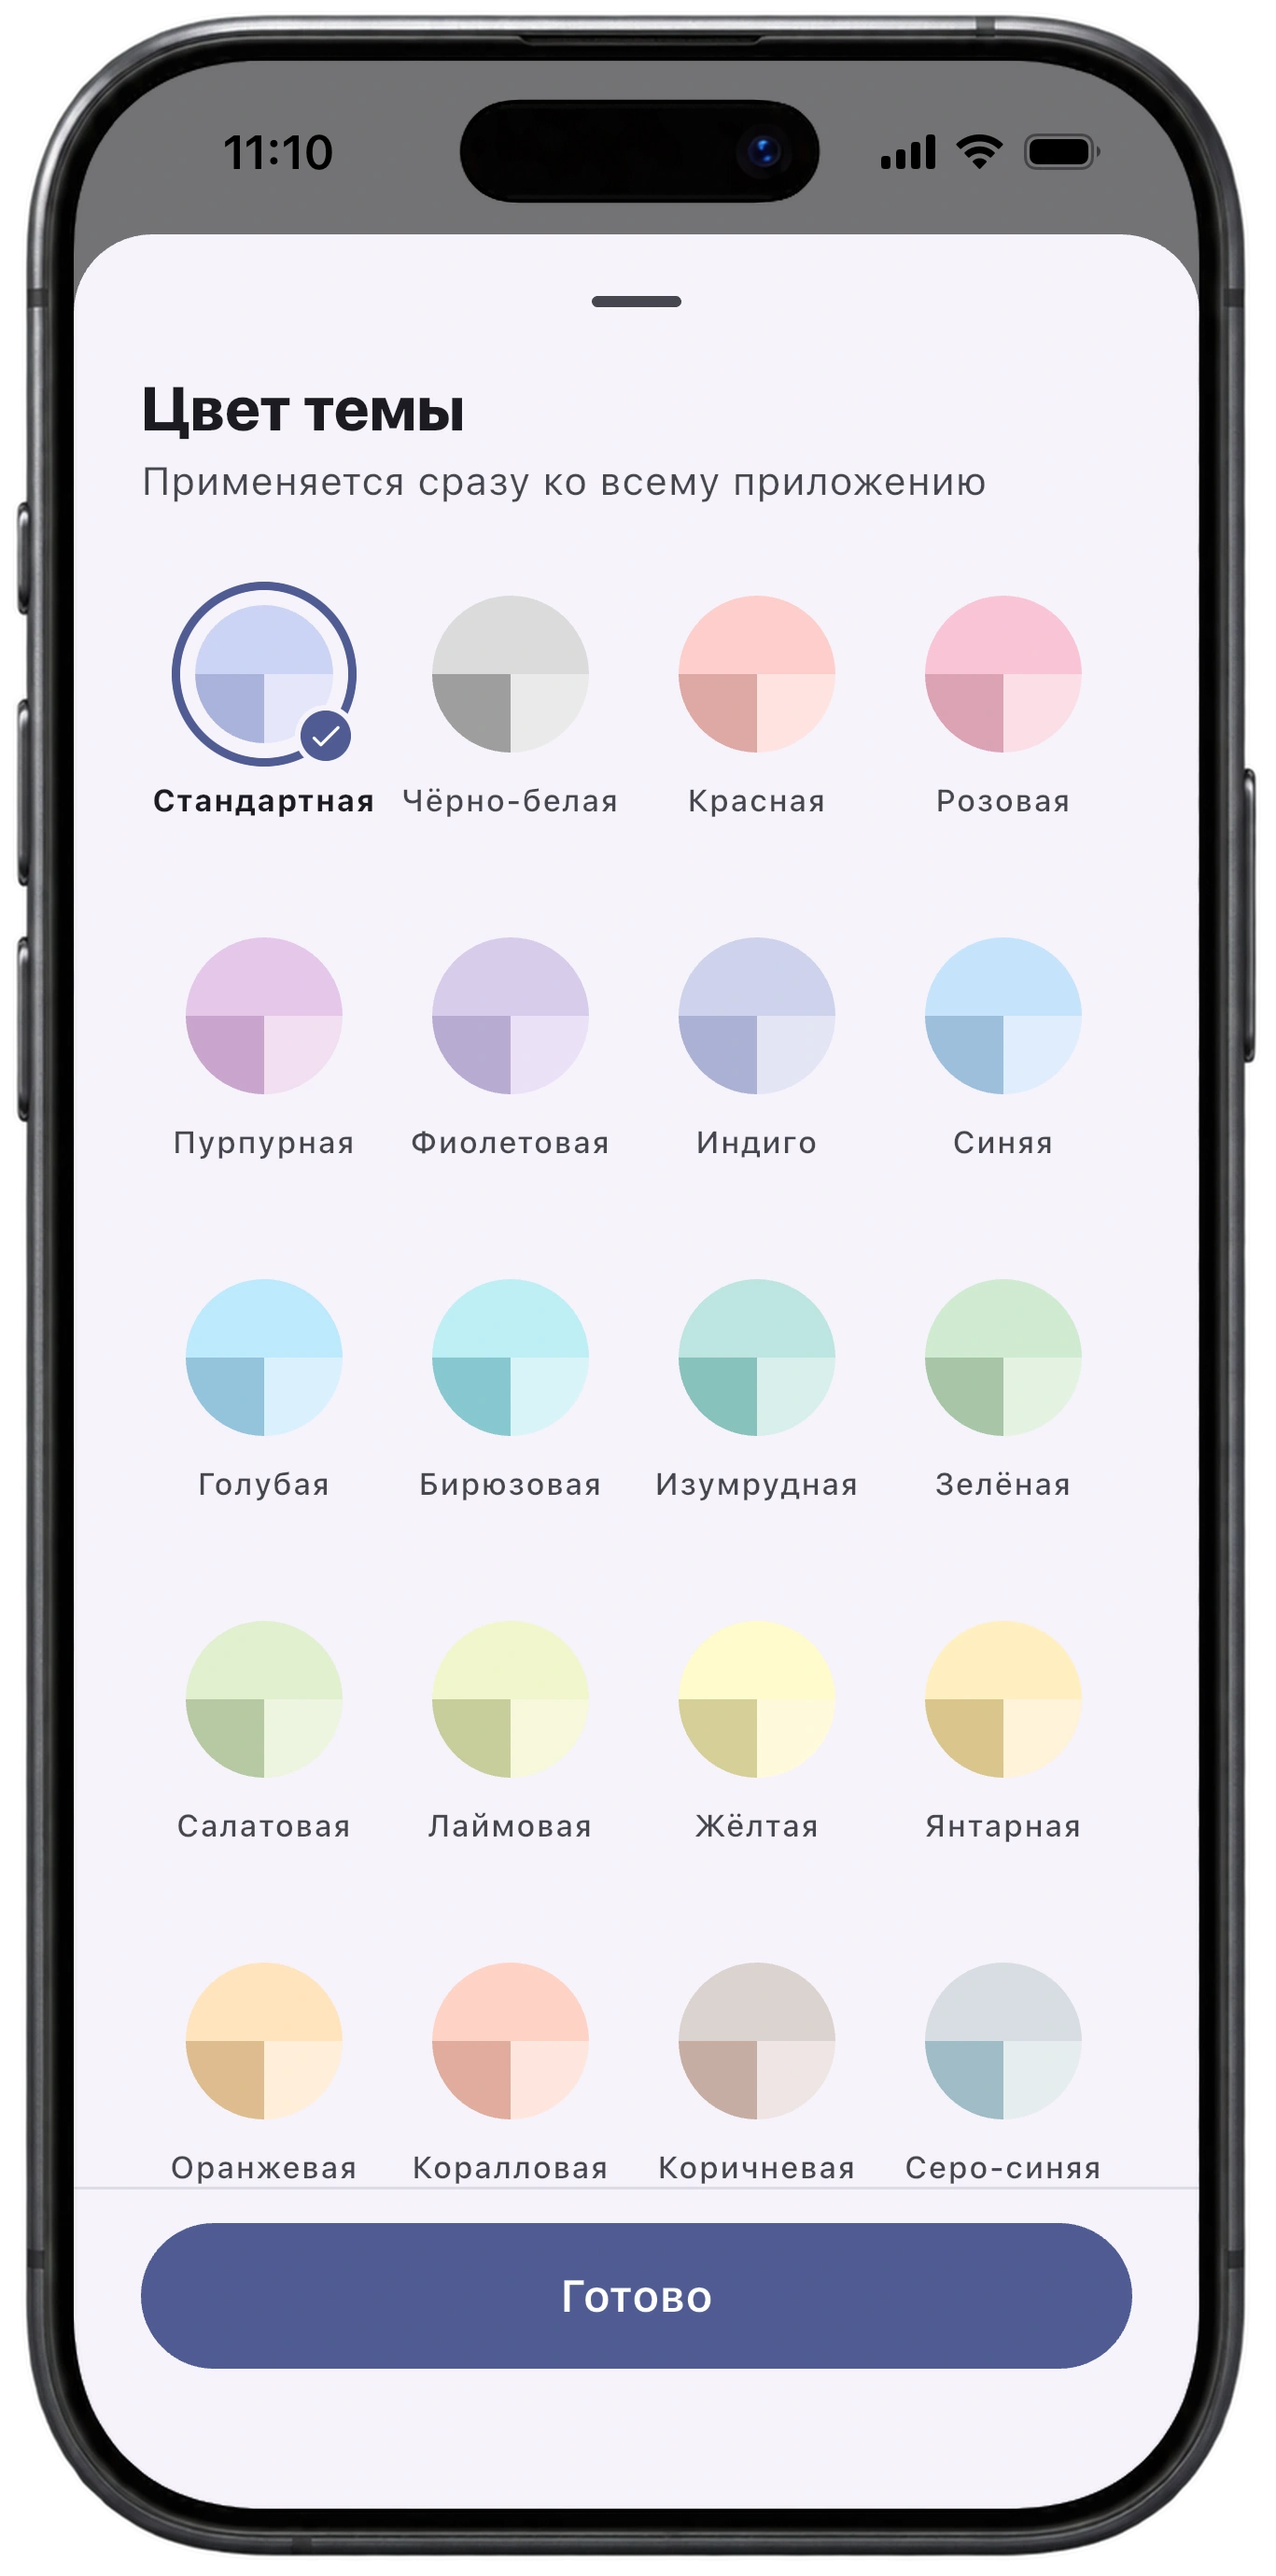 11:10
Цвет темы
Применяется сразу ко всему приложению
Стандартная Чёрно-белая Красная Розовая
Пурпурная Фиолетовая Индиго Синяя
Голубая Бирюзовая Изумрудная Зелёная
Салатовая Лаймовая Жёлтая Янтарная
Оранжевая Коралловая Коричневая Серо-синяя
Готово